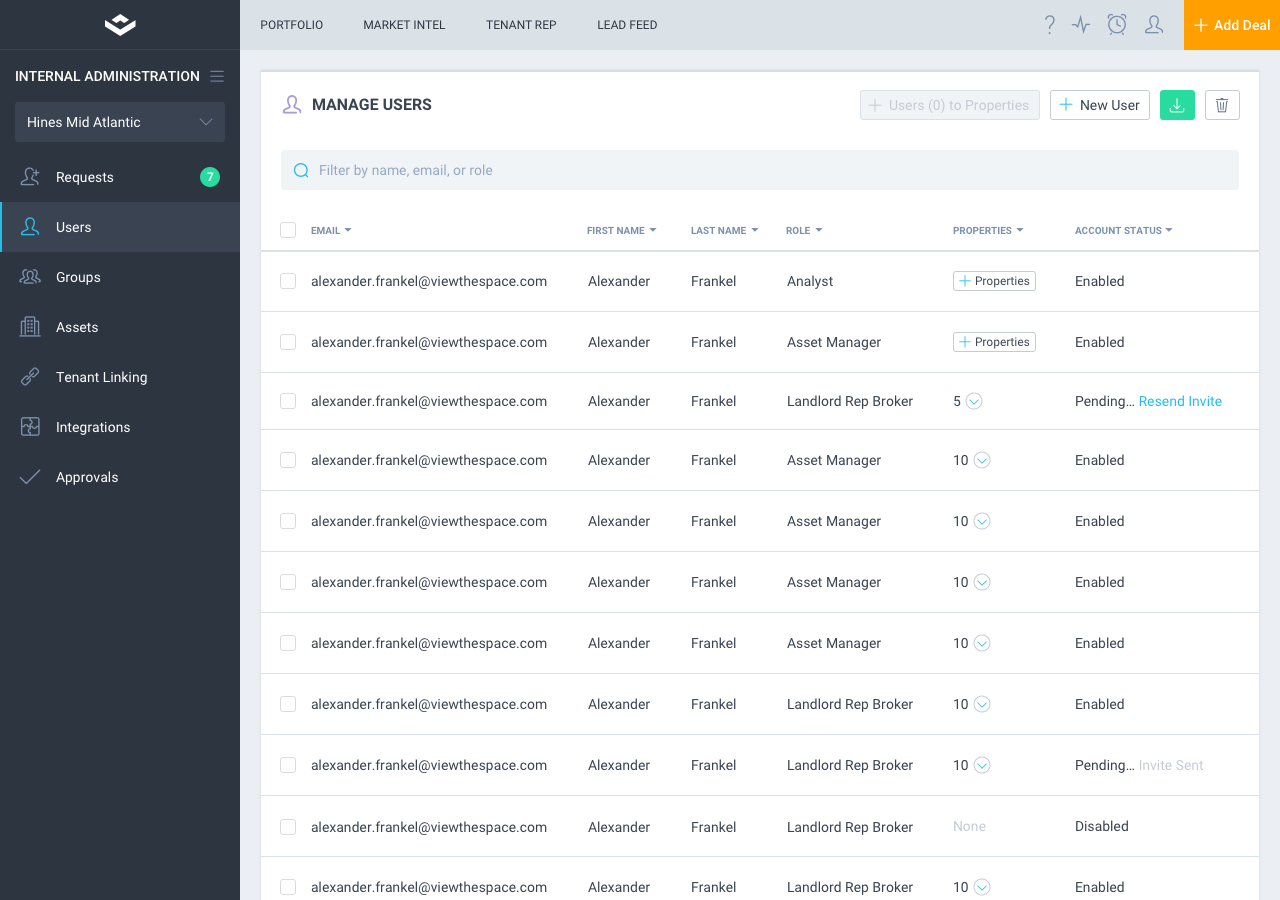 PORTFOLIO MARKET INTEL TENANT REP LEAD FEED Add Deal
INTERNAL ADMINISTRATION
Hines Mid Atlantic
Requests 7
Users
Groups
Assets
Tenant Linking
Integrations
Approvals
MANAGE USERS Users (0) to Properties New User
Filter by name, email, or role
EMAIL FIRST NAME LAST NAME ROLE PROPERTIES ACCOUNT STATUS
alexander.frankel@viewthespace.com Alexander Frankel Analyst Properties Enabled
alexander.frankel@viewthespace.com Alexander Frankel Asset Manager Properties Enabled
alexander.frankel@viewthespace.com Alexander Frankel Landlord Rep Broker 5 Pending... Resend Invite
alexander.frankel@viewthespace.com Alexander Frankel Asset Manager 10 Enabled
alexander.frankel@viewthespace.com Alexander Frankel Asset Manager 10 Enabled
alexander.frankel@viewthespace.com Alexander Frankel Asset Manager 10 Enabled
alexander.frankel@viewthespace.com Alexander Frankel Asset Manager 10 Enabled
alexander.frankel@viewthespace.com Alexander Frankel Landlord Rep Broker 10 Enabled
alexander.frankel@viewthespace.com Alexander Frankel Landlord Rep Broker 10 Pending... Invite Sent
alexander.frankel@viewthespace.com Alexander Frankel Landlord Rep Broker None Disabled
alexander.frankel@viewthespace.com Alexander Frankel Landlord Rep Broker 10 Enabled